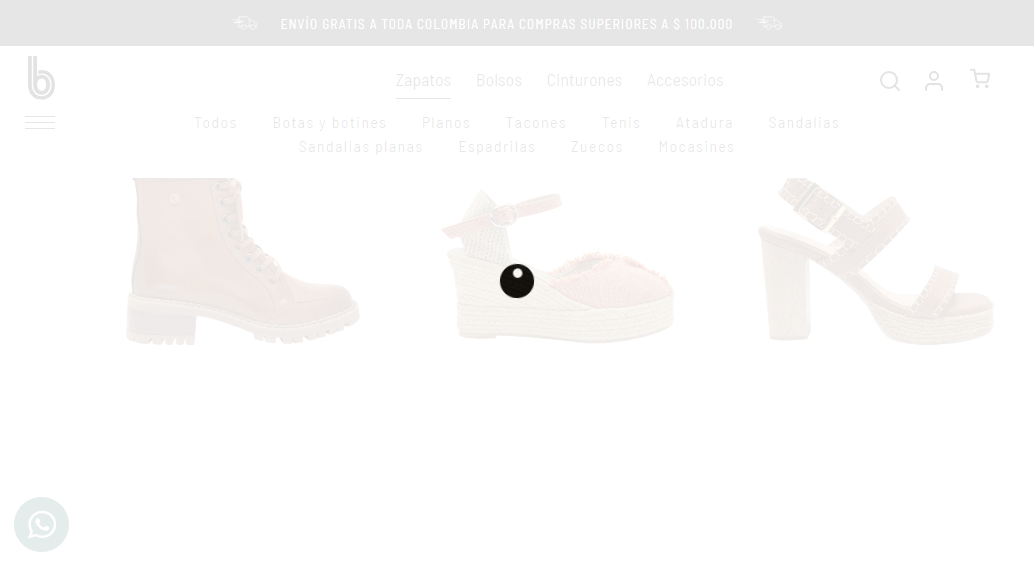 ENVÍO GRATIS A TODA COLOMBIA PARA COMPRAS SUPERIORES A $ 100.000
b
Zapatos Bolsos Cinturones Accesorios
Todos Botas y botines Planos Tacones Tenis Atadura Sandalias
Sandalias planas Espadrilas Zuecos Mocasines